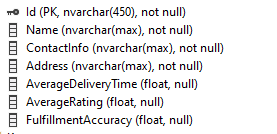 Id (PK, nvarchar(450), not null)
Name (nvarchar(max), not null)
ContactInfo (nvarchar(max), not null)
Address (nvarchar(max), not null)
AverageDeliveryTime (float, null)
AverageRating (float, null)
FulfillmentAccuracy (float, null)